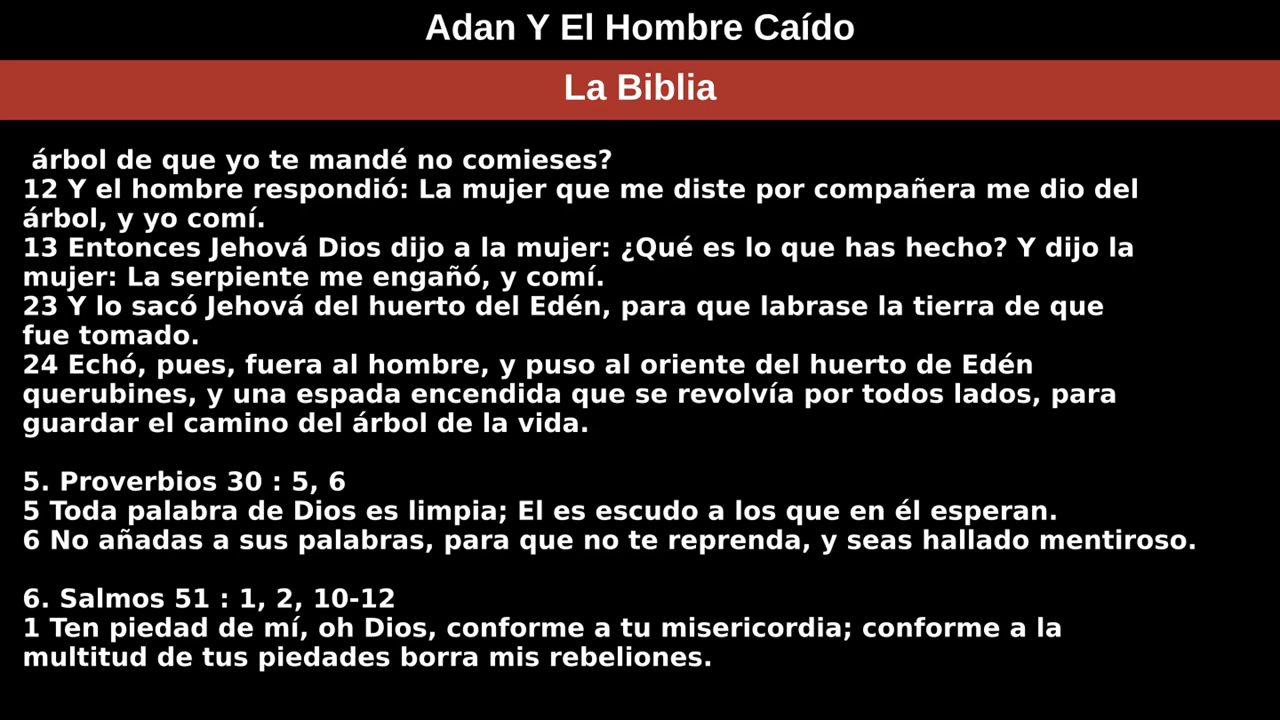 Adan Y El Hombre Caído
La Biblia
árbol de que yo te mandé no comieses?
12 Y el hombre respondió: La mujer que me diste por compañera me dio del
árbol, y yo comí.
13 Entonces Jehová Dios dijo a la mujer: ¿Qué es lo que has hecho? Y dijo la
mujer: La serpiente me engañó, y comí.
23 Y lo sacó Jehová del huerto del Edén, para que labrase la tierra de que
fue tomado.
24 Echó, pues, fuera al hombre, y puso al oriente del huerto de Edén
querubines, y una espada encendida que se revolvía por todos lados, para
guardar el camino del árbol de la vida.
5. Proverbios 30 : 5, 6
5 Toda palabra de Dios es limpia; El es escudo a los que en él esperan.
6 No añadas a sus palabras, para que no te reprenda, y seas hallado mentiroso.
6. Salmos 51 : 1, 2, 10-12
1 Ten piedad de mí, oh Dios, conforme a tu misericordia; conforme a la
multitud de tus piedades borra mis rebeliones.